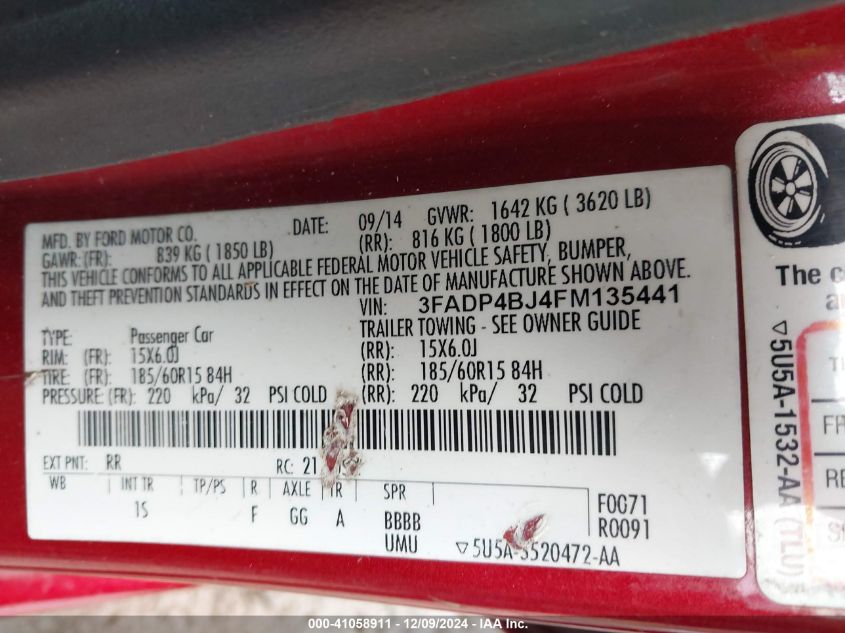 MFD. BY FORD MOTOR CO. DATE: 09/14 GVWR: 1642 KG ( 3620 LB)
GAWR:(FR): 839 KG ( 1850 LB) (RR): 816 KG ( 1800 LB)
THIS VEHICLE CONFORMS TO ALL APPLICABLE FEDERAL MOTOR VEHICLE SAFETY, BUMPER,
AND THEFT PREVENTION STANDARDS IN EFFECT ON THE DATE OF MANUFACTURE SHOWN ABOVE.
VIN: 3FADP4BJ4FM135441
TYPE: Passenger Car TRAILER TOWING - SEE OWNER GUIDE
RIM: (FR): 15X6.0J (RR): 15X6.0J
TIRE: (FR): 185/60R15 84H (RR): 185/60R15 84H
PRESSURE: (FR): 220 kPa/ 32 PSI COLD (RR): 220 kPa/ 32 PSI COLD
EXT PNT: RR RC: 21
WB INT TR TP/PS R AXLE TR SPR
1S F GG A BBBB
UMU
F0G71
R0091
▽5U5A-3520472-AA
The co
▽5U5A-1532-AA (TLU)
TI
FR
RE
000-41058911 - 12/09/2024 - IAAI.com